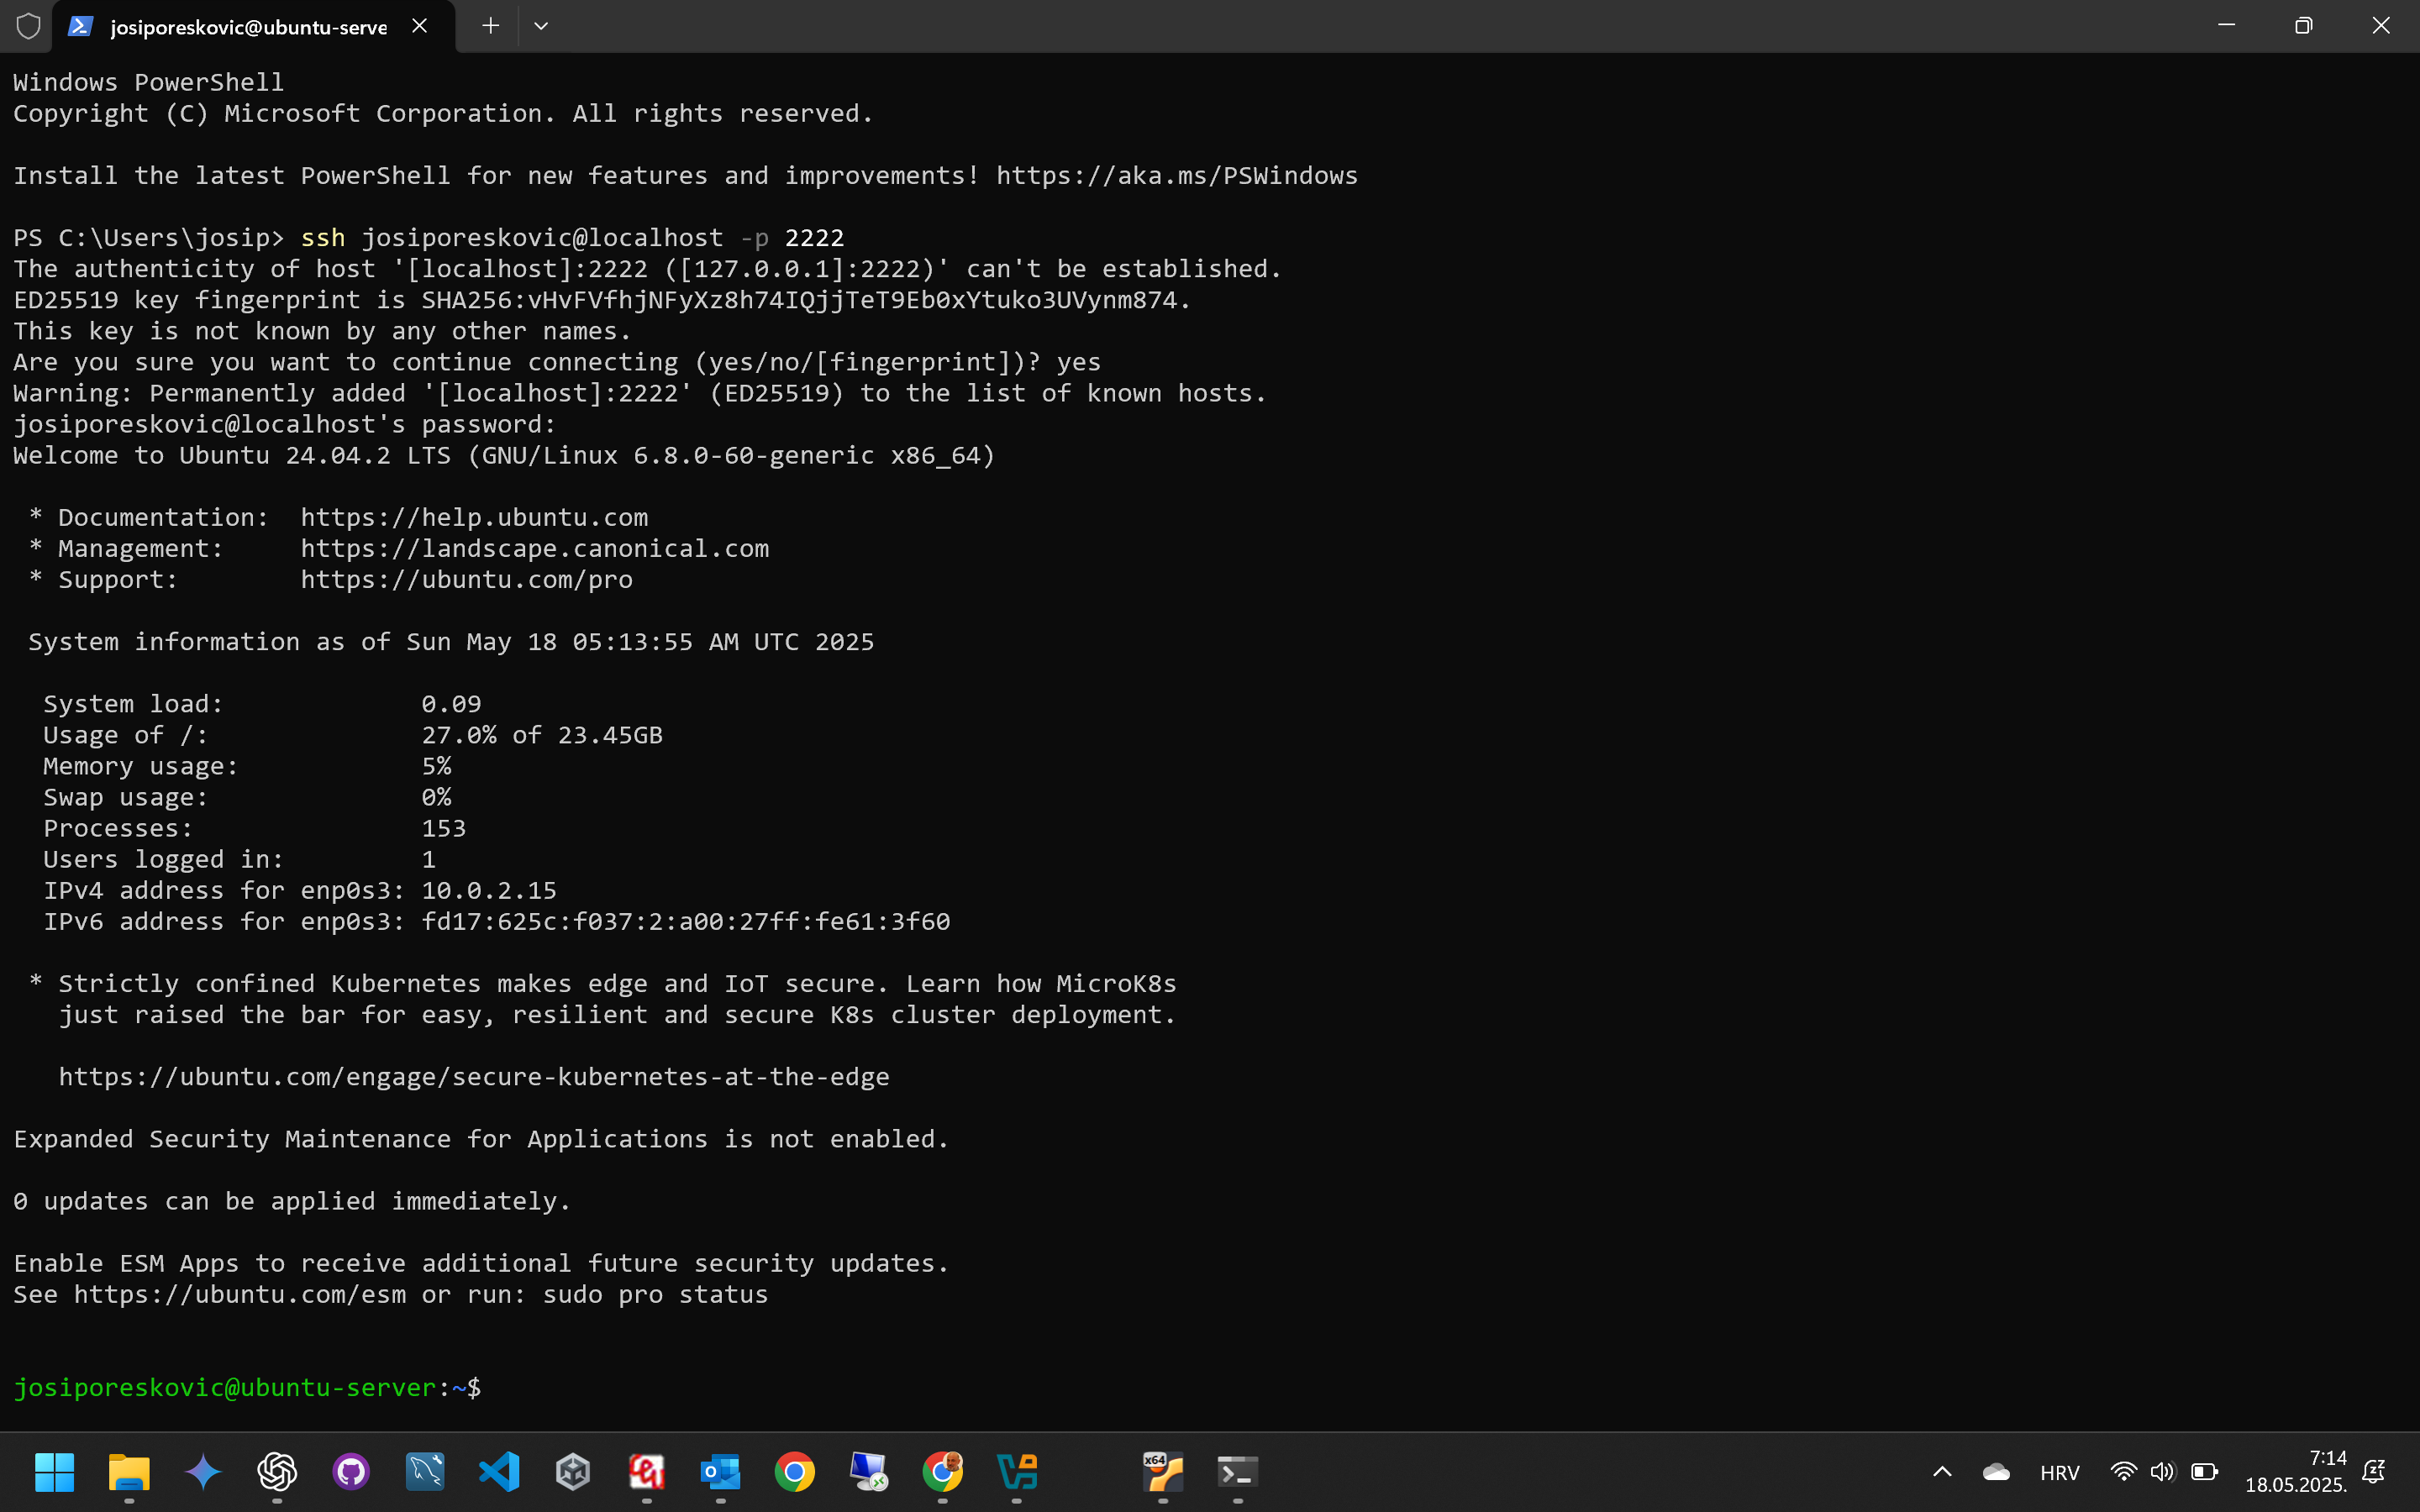 josiporeskovic@ubuntu-serve
Windows PowerShell
Copyright (C) Microsoft Corporation. All rights reserved.
Install the latest PowerShell for new features and improvements! https://aka.ms/PSWindows
PS C:\Users\josip> ssh josiporeskovic@localhost -p 2222
The authenticity of host '[localhost]:2222 ([127.0.0.1]:2222)' can't be established.
ED25519 key fingerprint is SHA256:vHvFVfhjNFyXz8h74IQjjTeT9Eb0xYtuko3UVynm874.
This key is not known by any other names.
Are you sure you want to continue connecting (yes/no/[fingerprint])? yes
Warning: Permanently added '[localhost]:2222' (ED25519) to the list of known hosts.
josiporeskovic@localhost's password:
Welcome to Ubuntu 24.04.2 LTS (GNU/Linux 6.8.0-60-generic x86_64)
* Documentation:  https://help.ubuntu.com
* Management:     https://landscape.canonical.com
* Support:        https://ubuntu.com/pro
System information as of Sun May 18 05:13:55 AM UTC 2025
System load:             0.09
Usage of /:              27.0% of 23.45GB
Memory usage:            5%
Swap usage:              0%
Processes:               153
Users logged in:         1
IPv4 address for enp0s3: 10.0.2.15
IPv6 address for enp0s3: fd17:625c:f037:2:a00:27ff:fe61:3f60
* Strictly confined Kubernetes makes edge and IoT secure. Learn how MicroK8s
just raised the bar for easy, resilient and secure K8s cluster deployment.
https://ubuntu.com/engage/secure-kubernetes-at-the-edge
Expanded Security Maintenance for Applications is not enabled.
0 updates can be applied immediately.
Enable ESM Apps to receive additional future security updates.
See https://ubuntu.com/esm or run: sudo pro status
josiporeskovic@ubuntu-server:~$
x64
HRV
7:14
18.05.2025.